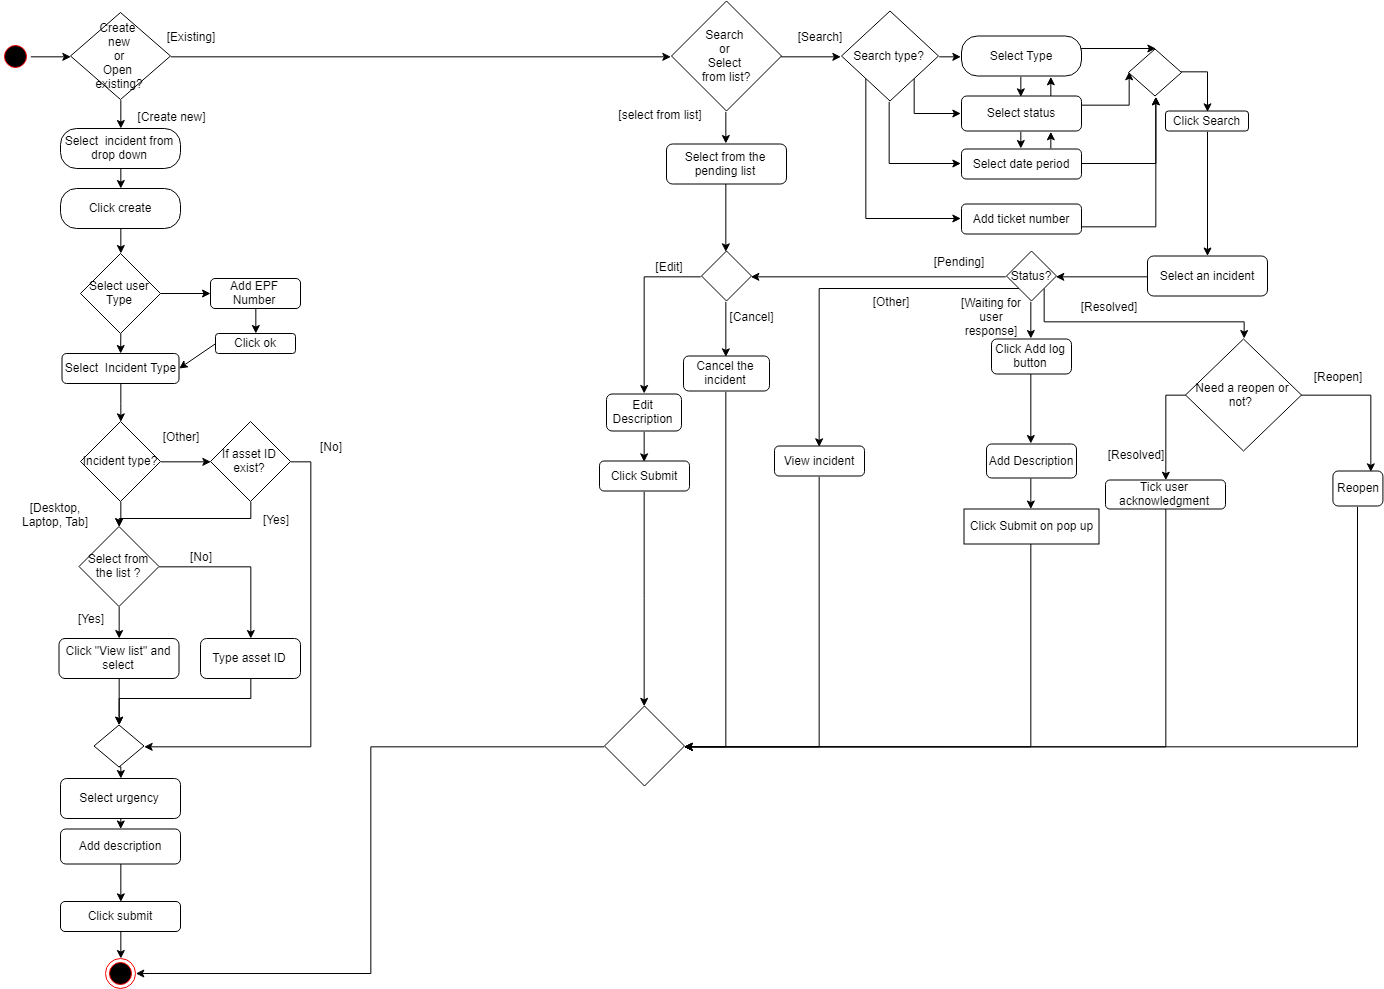 Create
new
or
Open
existing?
[Existing]
[Create new]
Select  incident from
drop down
Click create
Select user
Type
Add EPF
Number
Click ok
Select  Incident Type
Incident type?
[Other]
If asset ID
exist?
[No]
[Desktop,
Laptop, Tab]
[Yes]
Select from
the list ?
[No]
[Yes]
Click "View list" and
select
Type asset ID
Select urgency
Add description
Click submit
Search
or
Select
from list?
[Search]
[select from list]
Select from the
pending list
Search type?
Select Type
Select status
Select date period
Add ticket number
Click Search
Select an incident
Status?
[Pending]
[Edit]
[Cancel]
[Other]
[Waiting for
user
response]
[Resolved]
Cancel the
incident
Edit
Description
Click Submit
View incident
Click Add log
button
Add Description
Click Submit on pop up
Need a reopen or
not?
[Reopen]
[Resolved]
Tick user
acknowledgment
Reopen